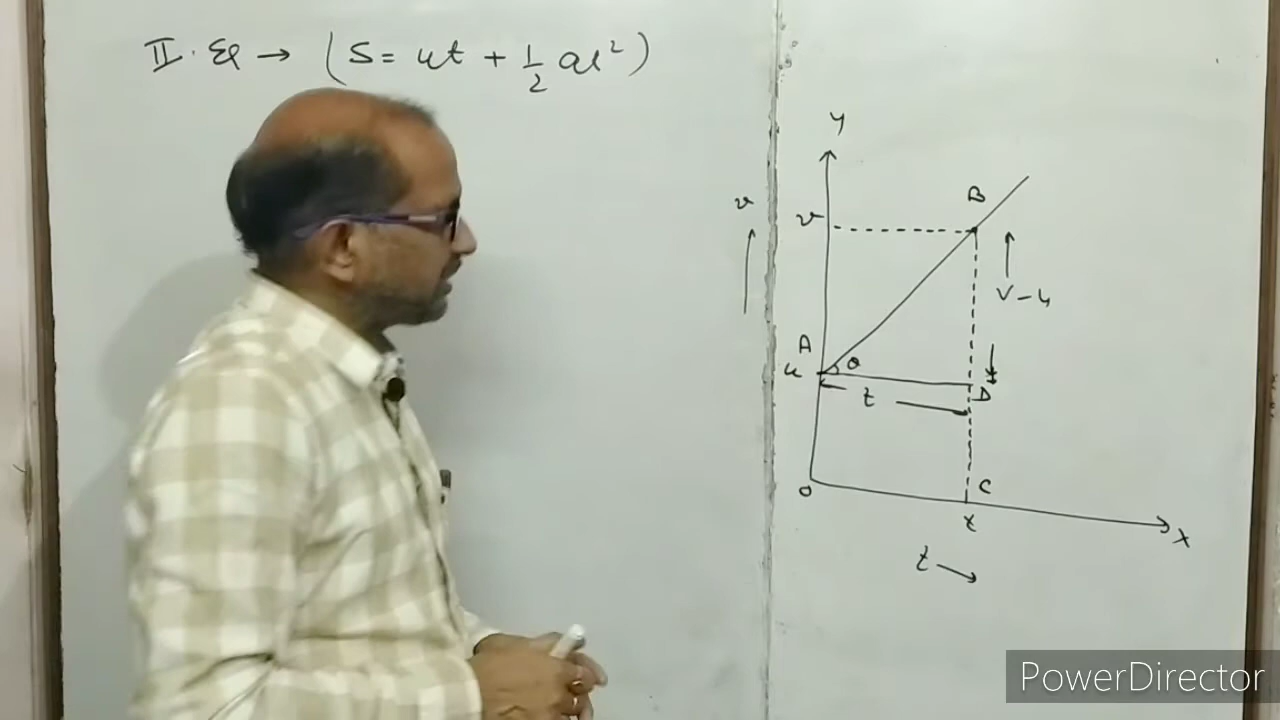 II. Eq → (S = ut + 1/2 at²)
y
B
v
v
v-u
A
u
θ
D
t
C
O
t
x
t →
PowerDirector